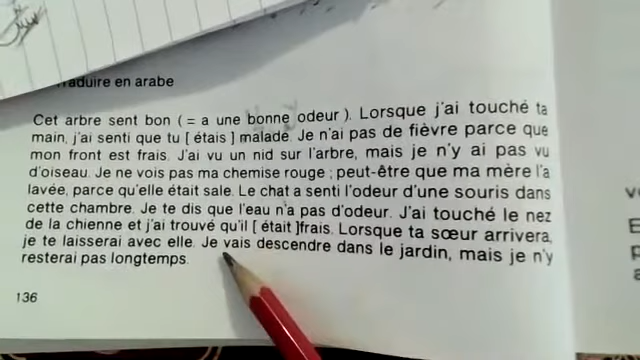 raduire en arabe
Cet arbre sent bon ( = a une bonne odeur ). Lorsque j'ai touché ta
main, j'ai senti que tu [ étais ] malade. Je n'ai pas de fièvre parce que
mon front est frais. J'ai vu un nid sur l'arbre, mais je n'y ai pas vu
d'oiseau. Je ne vois pas ma chemise rouge ; peut-être que ma mère l'a
lavée, parce qu'elle était sale. Le chat a senti l'odeur d'une souris dans
cette chambre. Je te dis que l'eau n'a pas d'odeur. J'ai touché le nez
de la chienne et j'ai trouvé qu'il [ était ]frais. Lorsque ta sœur arrivera,
je te laisserai avec elle. Je vais descendre dans le jardin, mais je n'y
resterai pas longtemps.
136